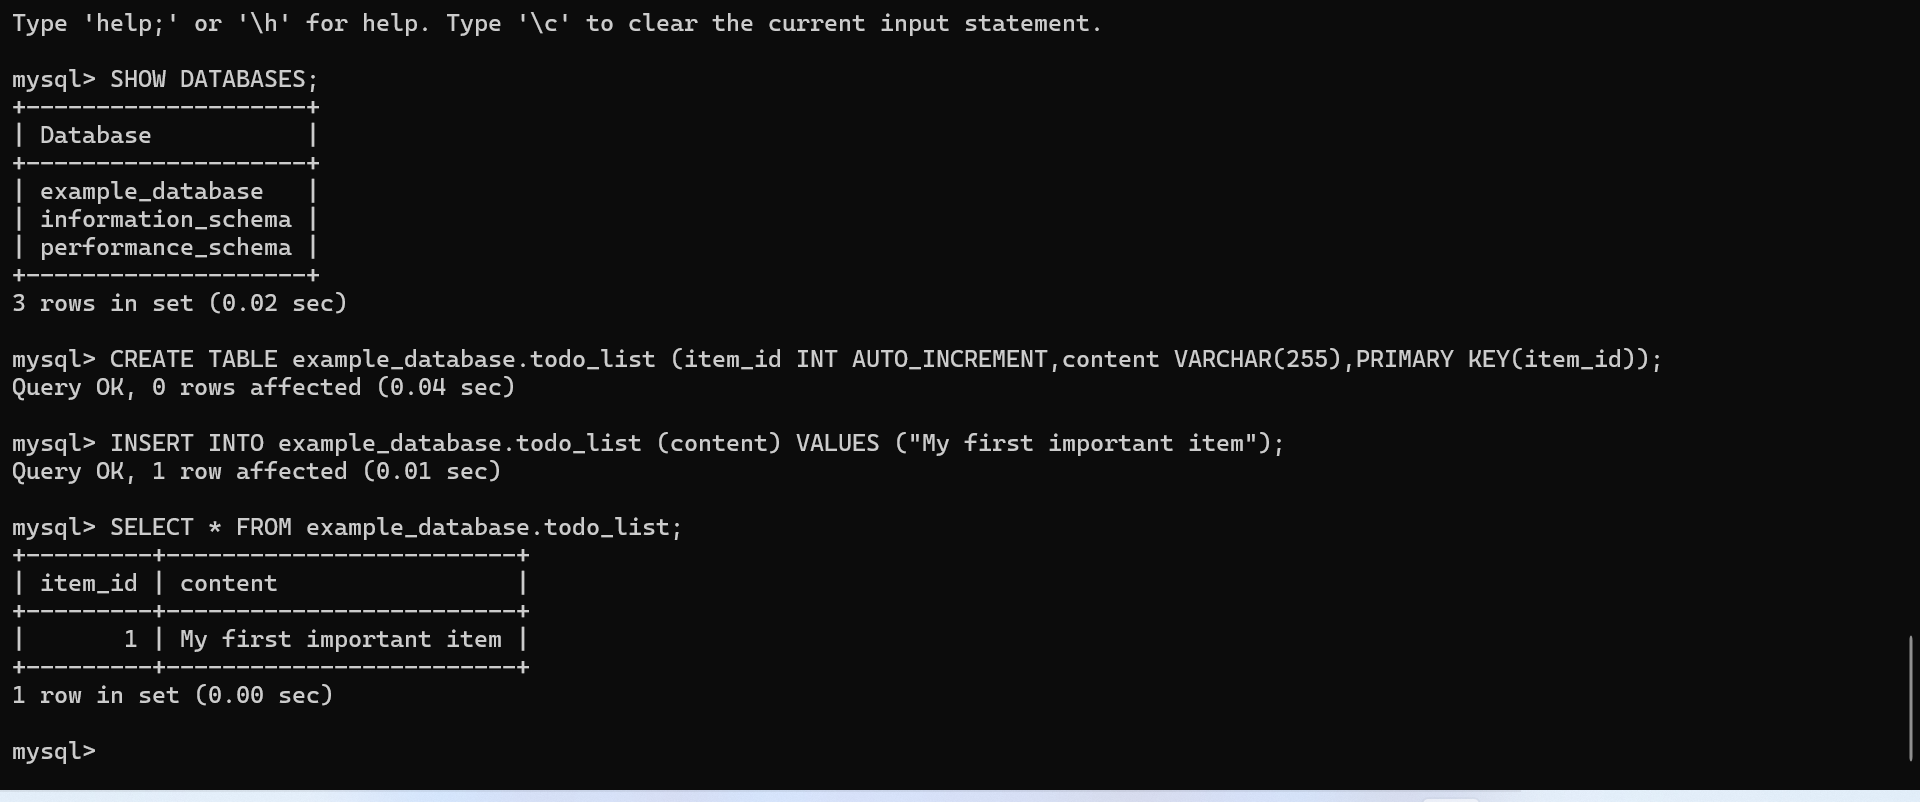 Type 'help;' or '\h' for help. Type '\c' to clear the current input statement.
mysql> SHOW DATABASES;
+--------------------+
| Database           |
+--------------------+
| example_database   |
| information_schema |
| performance_schema |
+--------------------+
3 rows in set (0.02 sec)
mysql> CREATE TABLE example_database.todo_list (item_id INT AUTO_INCREMENT,content VARCHAR(255),PRIMARY KEY(item_id));
Query OK, 0 rows affected (0.04 sec)
mysql> INSERT INTO example_database.todo_list (content) VALUES ("My first important item");
Query OK, 1 row affected (0.01 sec)
mysql> SELECT * FROM example_database.todo_list;
+---------+-------------------------+
| item_id | content                 |
+---------+-------------------------+
|       1 | My first important item |
+---------+-------------------------+
1 row in set (0.00 sec)
mysql>